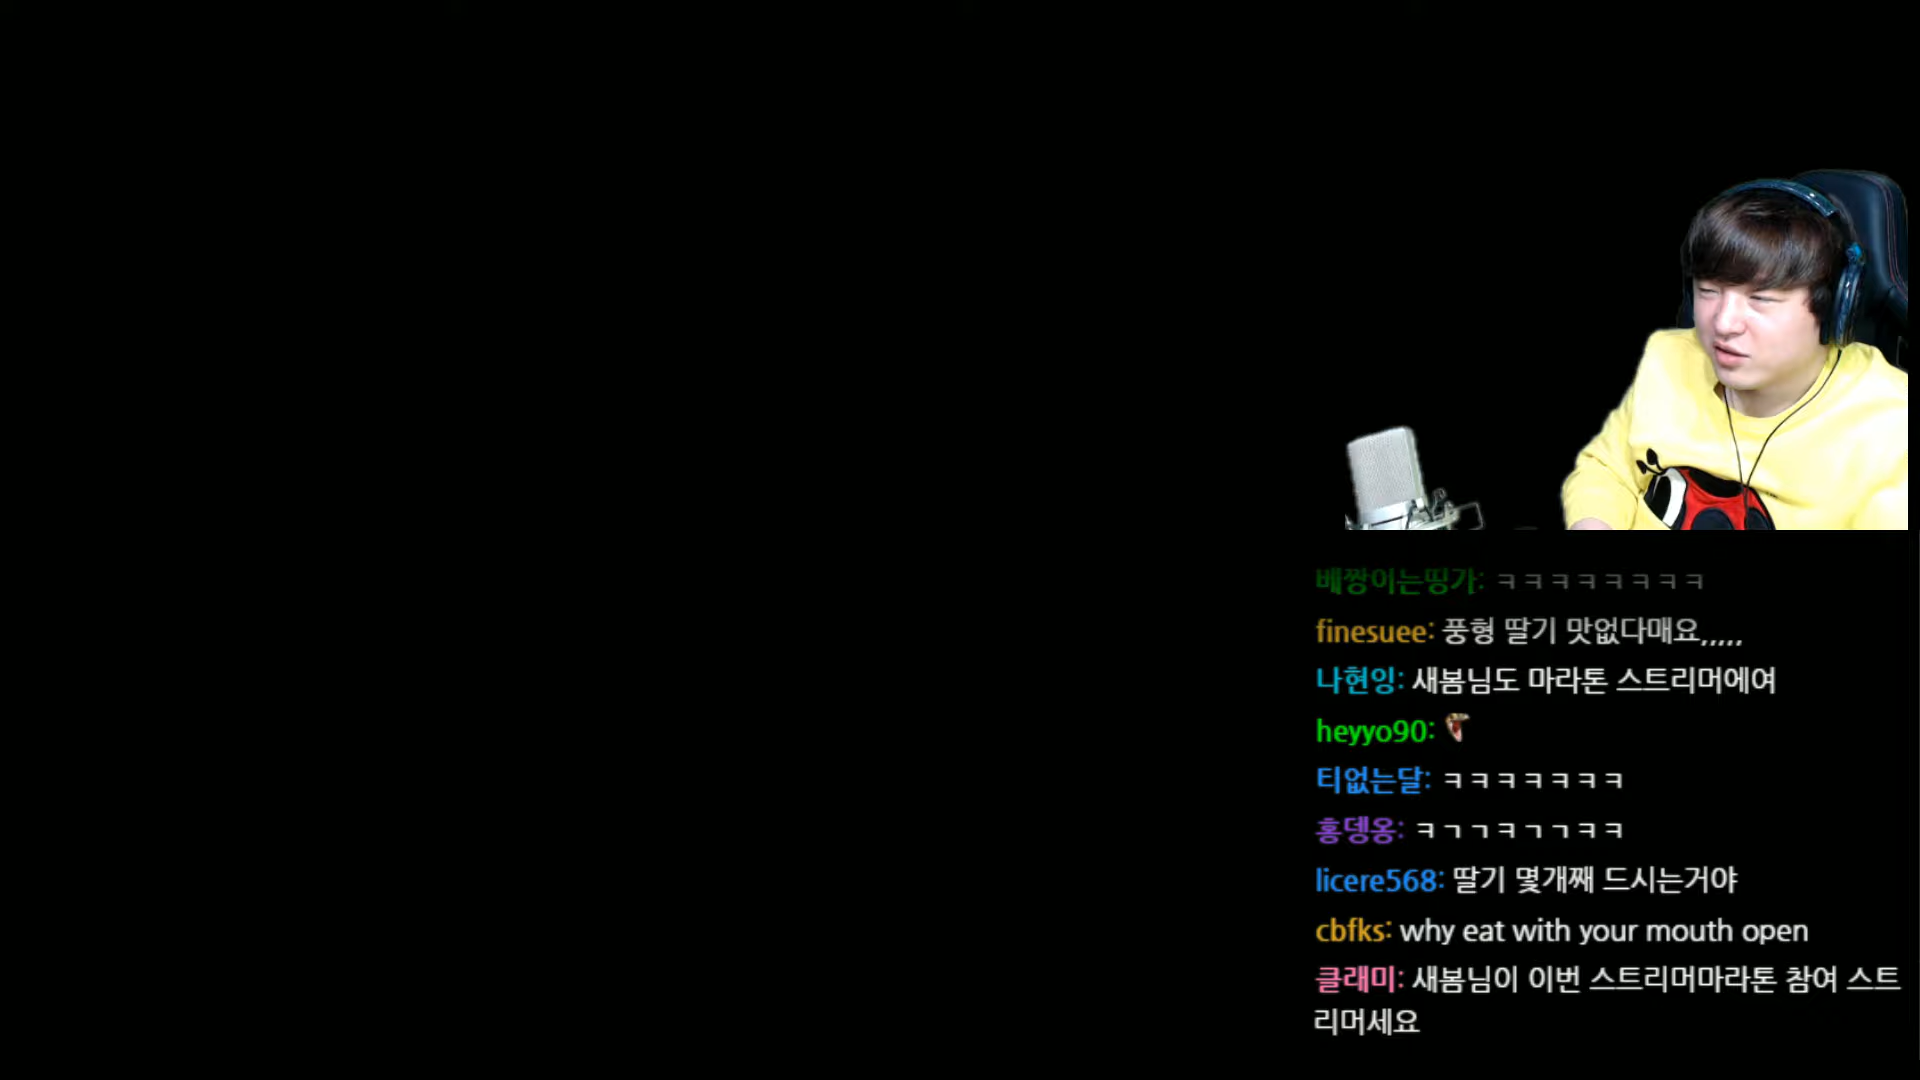 베짱이는띵가: ㅋㅋㅋㅋㅋㅋㅋㅋ
finesuee: 풍형 딸기 맛없다매요,,,,,
나현잉: 새봄님도 마라톤 스트리머에여
heyyo90:
티없는달: ㅋㅋㅋㅋㅋㅋㅋ
홍뎅옹: ㅋㄱㄱㅋㄱㄱㅋㅋ
licere568: 딸기 몇개째 드시는거야
cbfks: why eat with your mouth open
클래미: 새봄님이 이번 스트리머마라톤 참여 스트
리머세요